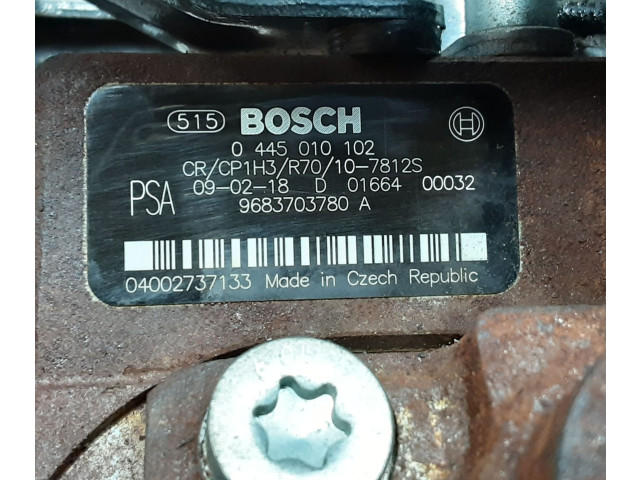 515 BOSCH
0 445 010 102
CR/CP1H3/R70/10-7812S
PSA 09-02-18 D 01664 00032
9683703780 A
04002737133 Made in Czech Republic